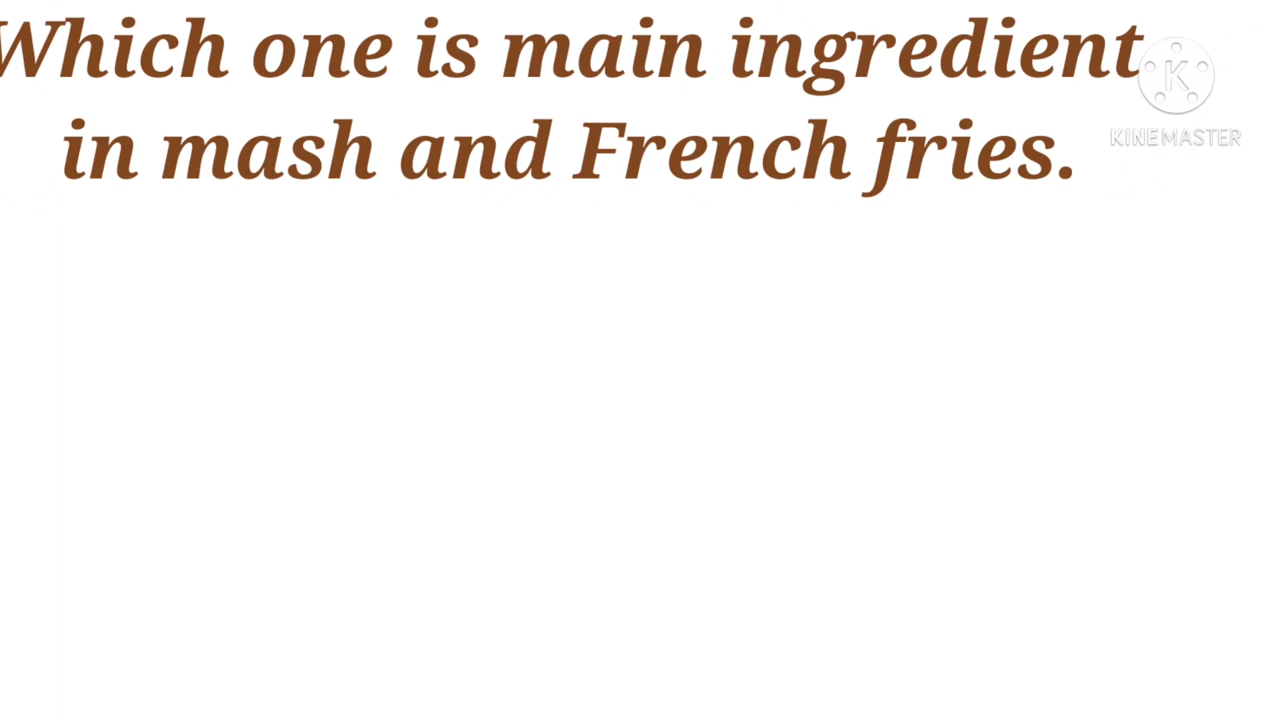 Which one is main ingredient
in mash and French fries.
K
KINEMASTER